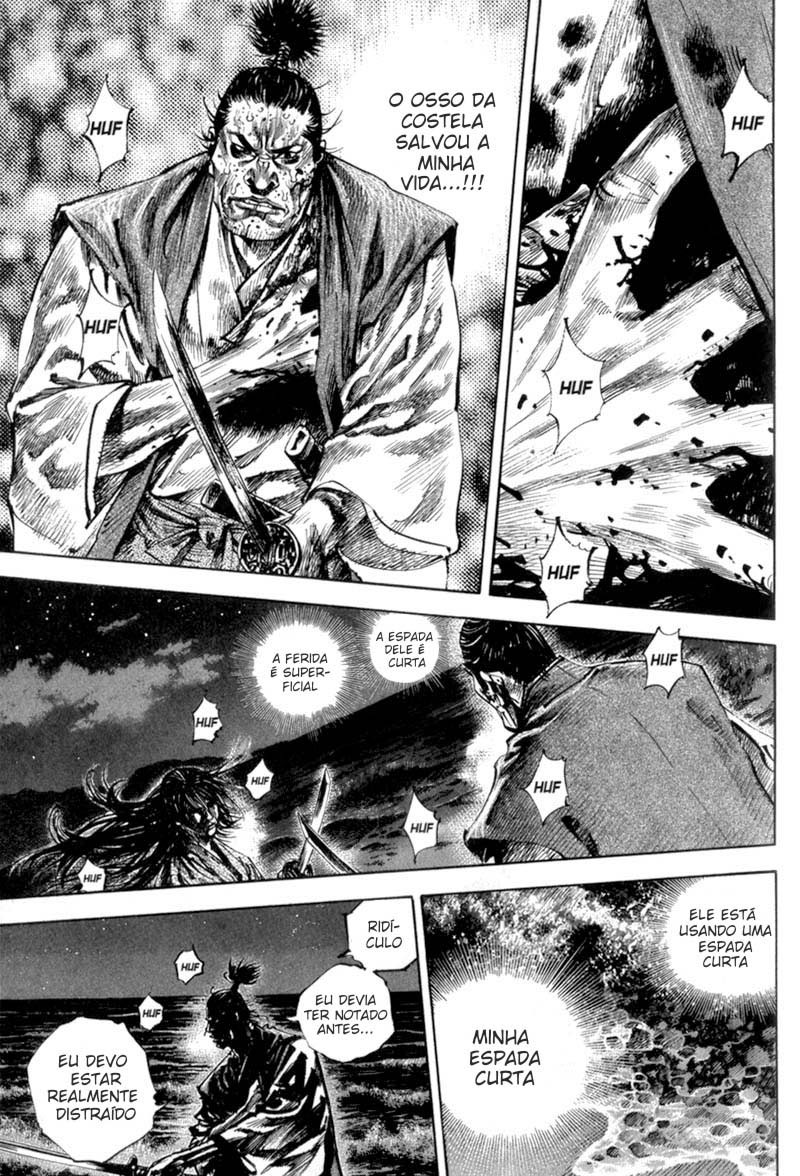 HUF
HUF
HUF
O OSSO DA
COSTELA
SALVOU A
MINHA
VIDA...!!!
HUF
HUF
HUF
A ESPADA
DELE É
CURTA
A FERIDA
É SUPER-
FICIAL
HUF
HUF
HUF
HUF
HUF
ELE ESTÁ
USANDO UMA
ESPADA
CURTA
MINHA
ESPADA
CURTA
RIDÍ-
CULO
EU DEVIA
TER NOTADO
ANTES...
HUF
HUF
EU DEVO
ESTAR
REALMENTE
DISTRAÍDO